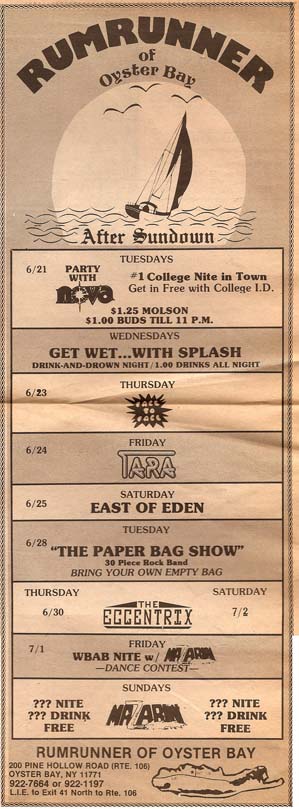 RUMRUNNER
of
Oyster Bay
After Sundown
TUESDAYS
6/21 PARTY WITH nova
#1 College Nite in Town
Get in Free with College I.D.
$1.25 MOLSON
$1.00 BUDS TILL 11 P.M.
WEDNESDAYS
GET WET...WITH SPLASH
DRINK-AND-DROWN NIGHT/1.00 DRINKS ALL NIGHT
THURSDAY
6/23
FACE TO FACE
FRIDAY
6/24
TARA
SATURDAY
6/25 EAST OF EDEN
TUESDAY
6/28 "THE PAPER BAG SHOW"
30 Piece Rock Band
BRING YOUR OWN EMPTY BAG
THURSDAY SATURDAY
6/30 THE EGGENTRIX 7/2
FRIDAY
7/1 WBAB NITE w/ MAZARIN
—DANCE CONTEST—
SUNDAYS
??? NITE
??? DRINK
FREE
MAZARIN
??? NITE
??? DRINK
FREE
RUMRUNNER OF OYSTER BAY
200 PINE HOLLOW ROAD (RTE. 106)
OYSTER BAY, NY 11771
922-7664 or 922-1197
L.I.E. to Exit 41 North to Rte. 106